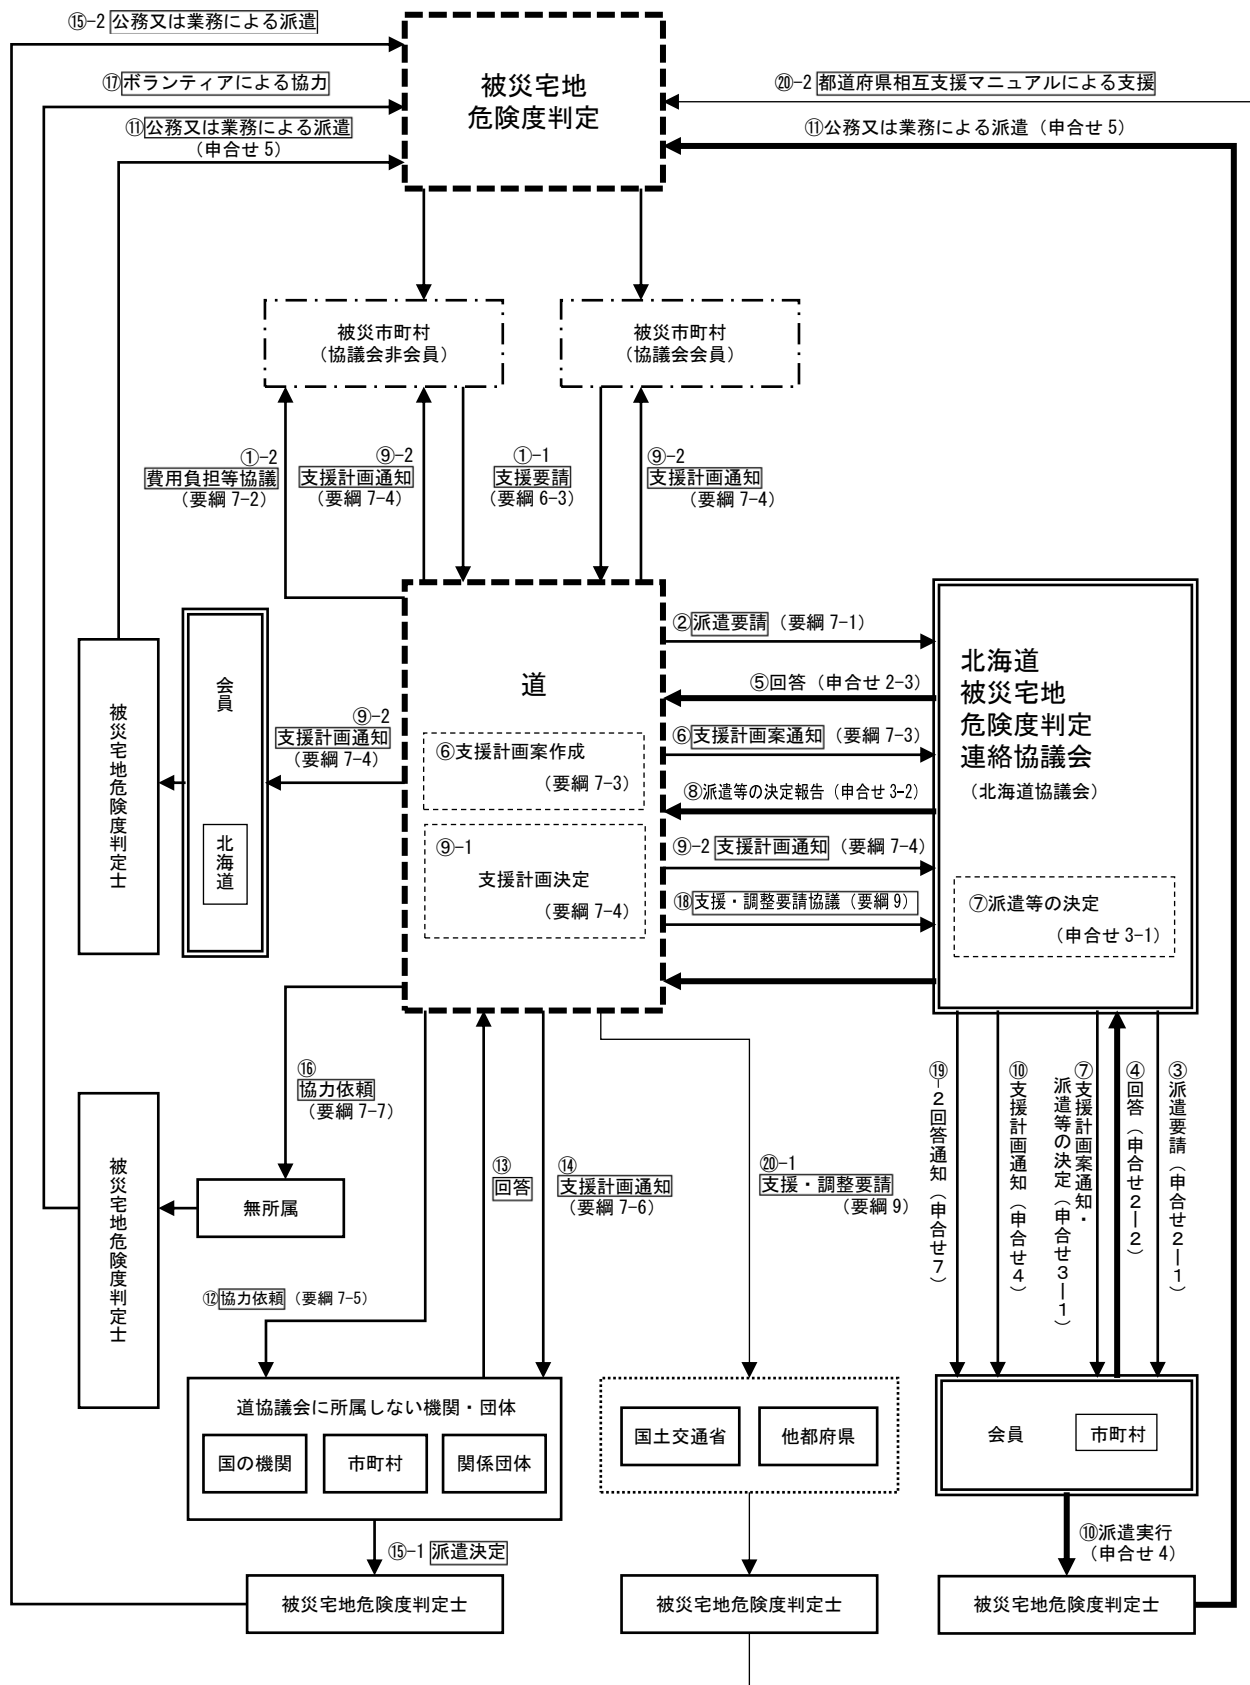 ⑮-2 公務又は業務による派遣
⑰ボランティアによる協力
⑪公務又は業務による派遣
(申合せ 5)
被災宅地
危険度判定
⑳-2 都道府県相互支援マニュアルによる支援
⑪公務又は業務による派遣(申合せ 5)
被災市町村
(協議会非会員)
被災市町村
(協議会会員)
①-2
費用負担等協議
(要綱 7-2)
⑨-2
支援計画通知
(要綱 7-4)
①-1
支援要請
(要綱 6-3)
⑨-2
支援計画通知
(要綱 7-4)
被災宅地危険度判定士
会員
北海道
⑨-2
支援計画通知
(要綱 7-4)
道
⑥支援計画案作成
(要綱 7-3)
⑨-1
支援計画決定
(要綱 7-4)
②派遣要請(要綱 7-1)
⑤回答(申合せ 2-3)
⑥支援計画案通知(要綱 7-3)
⑧派遣等の決定報告(申合せ 3-2)
⑨-2 支援計画通知(要綱 7-4)
⑱支援・調整要請協議(要綱 9)
北海道
被災宅地
危険度判定
連絡協議会
(北海道協議会)
⑦派遣等の決定
(申合せ 3-1)
⑯
協力依頼
(要綱 7-7)
被災宅地危険度判定士
無所属
⑫協力依頼(要綱 7-5)
⑬
回答
⑭
支援計画通知
(要綱 7-6)
⑳-1
支援・調整要請
(要綱 9)
③派遣要請(申合せ2―1)
④回答(申合せ2―2)
⑦支援計画案通知・
派遣等の決定(申合せ3―1)
⑩支援計画通知(申合せ4)
⑲-2回答通知(申合せ7)
道協議会に所属しない機関・団体
国の機関
市町村
関係団体
国土交通省
他都府県
会員
市町村
⑮-1 派遣決定
⑩派遣実行
(申合せ 4)
被災宅地危険度判定士
被災宅地危険度判定士
被災宅地危険度判定士